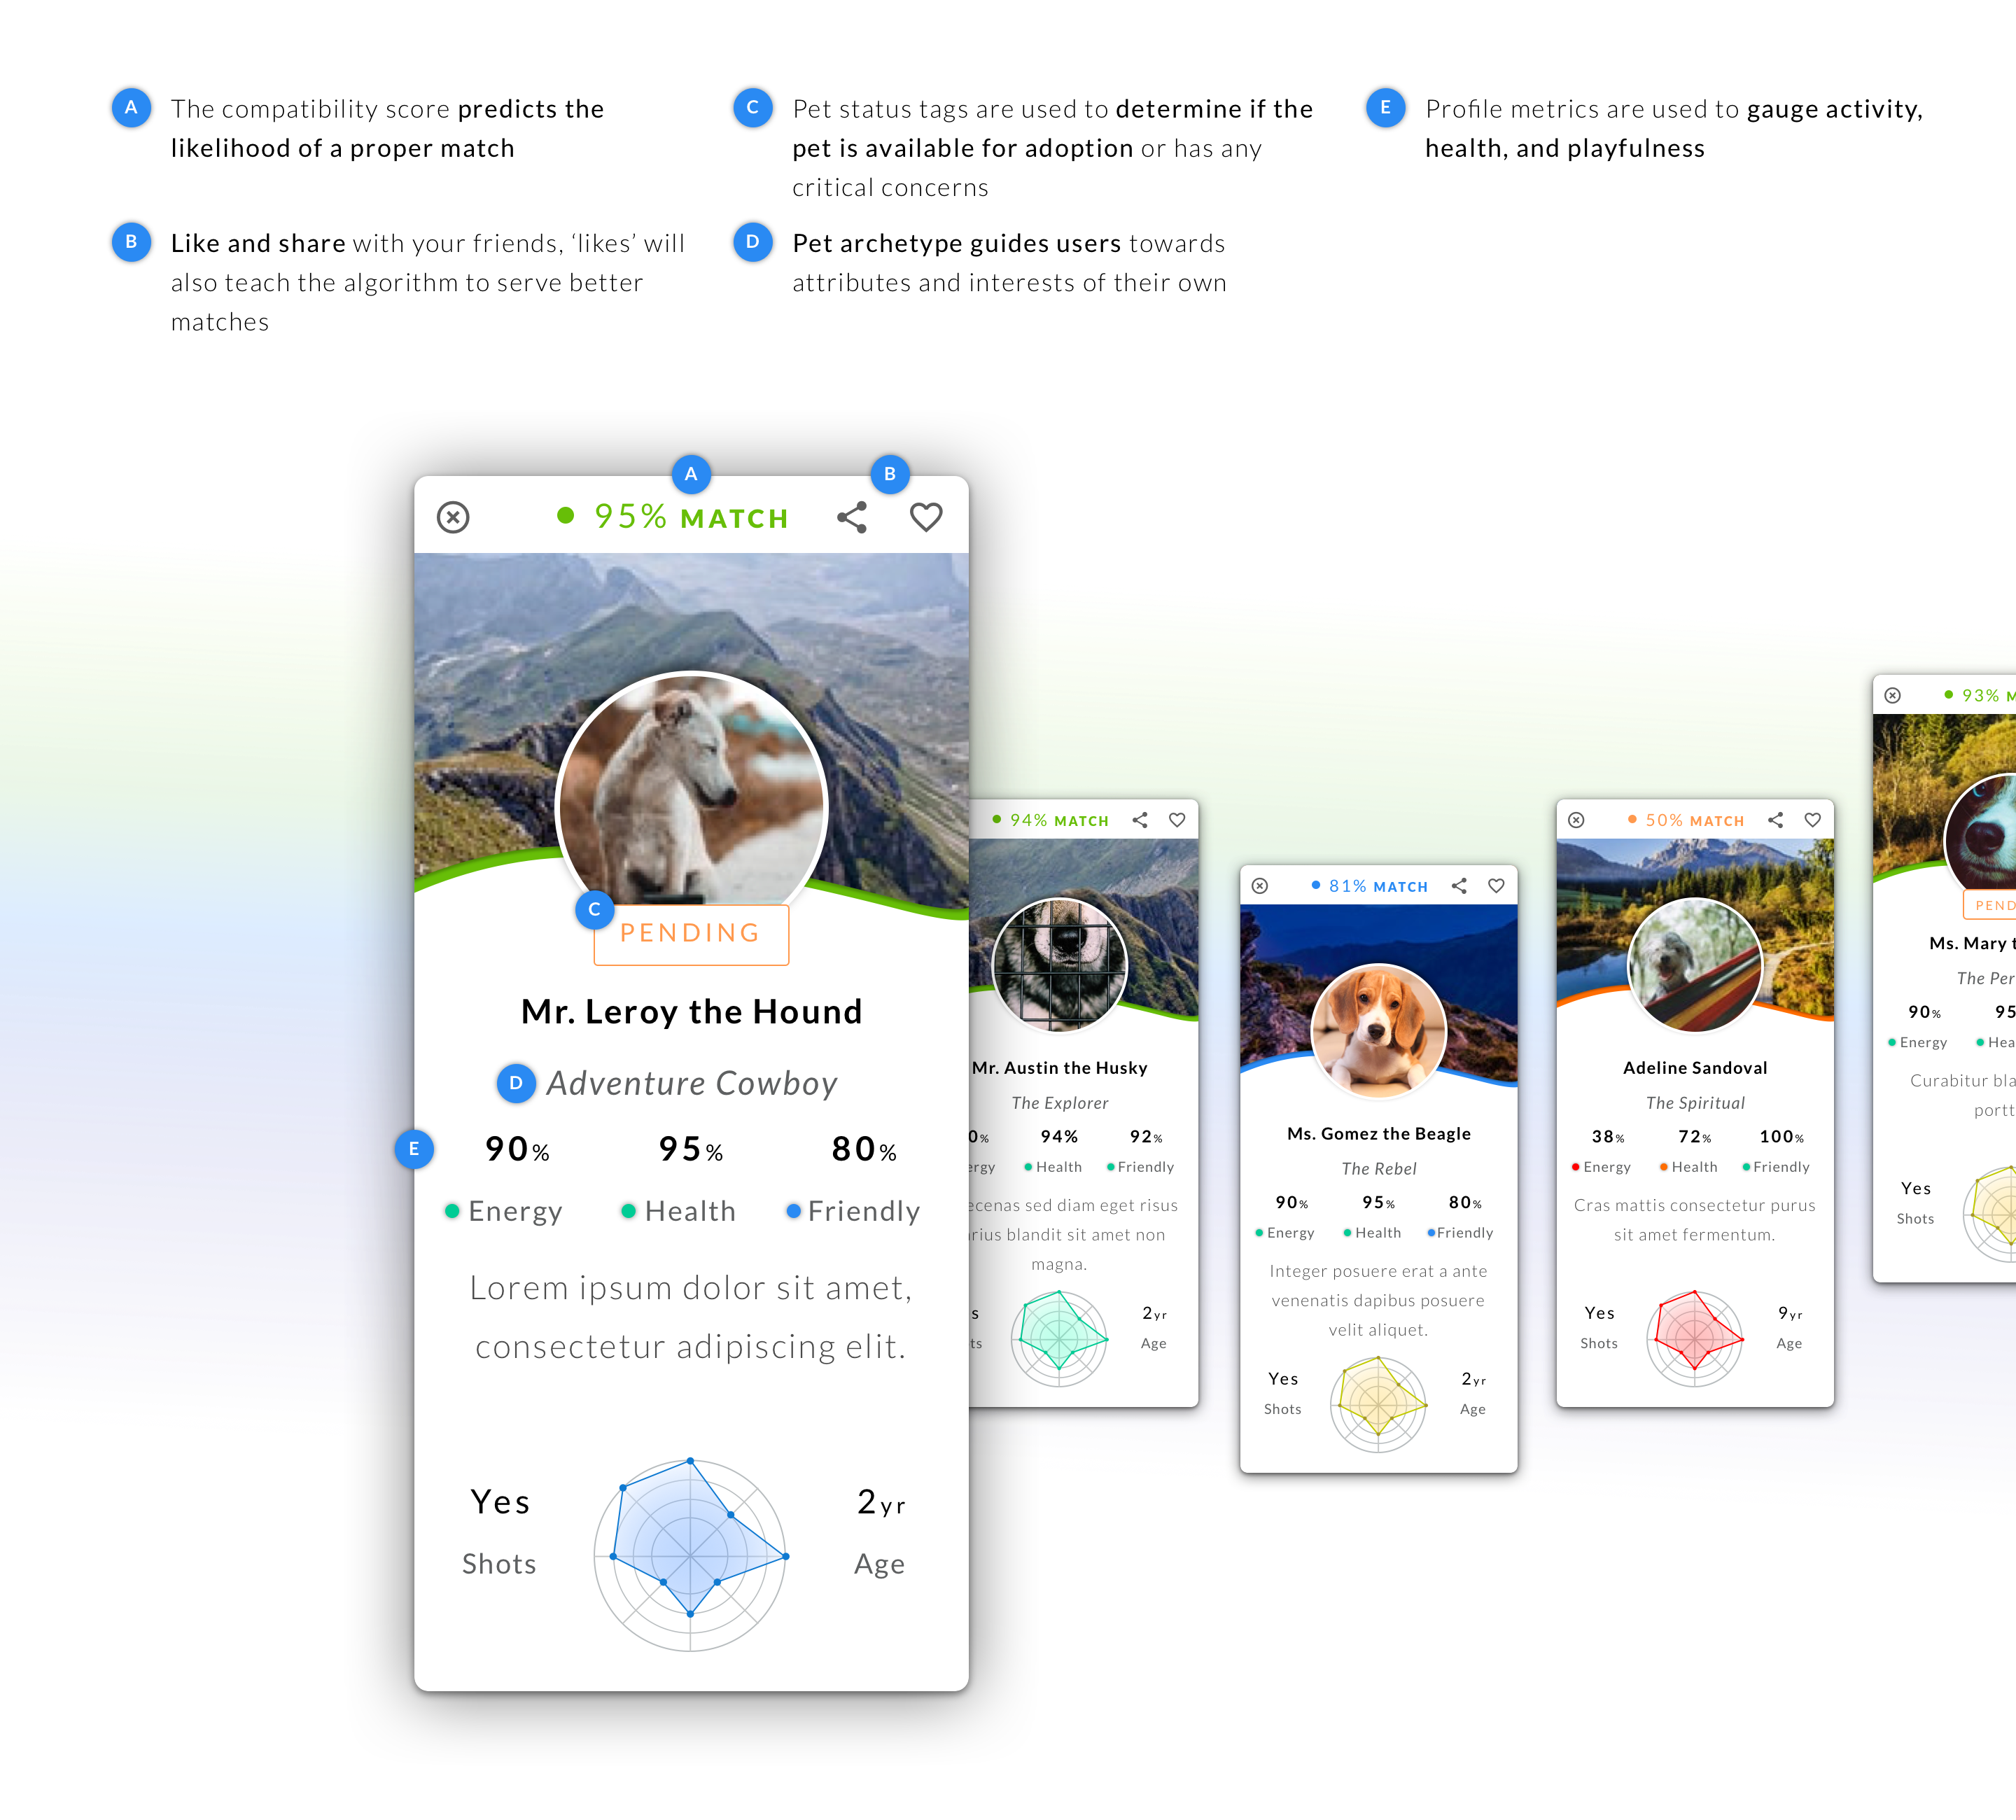 A
The compatibility score predicts the
likelihood of a proper match
B
Like and share with your friends, ‘likes’ will
also teach the algorithm to serve better
matches
C
Pet status tags are used to determine if the
pet is available for adoption or has any
critical concerns
D
Pet archetype guides users towards
attributes and interests of their own
E
Profile metrics are used to gauge activity,
health, and playfulness
A
B
95% MATCH
C
PENDING
Mr. Leroy the Hound
D
Adventure Cowboy
E
90% 95% 80%
Energy Health Friendly
Lorem ipsum dolor sit amet,
consectetur adipiscing elit.
Yes 2yr
Shots Age
94% MATCH
Mr. Austin the Husky
The Explorer
0% 94% 92%
Health Friendly
sed diam eget risus
blandit sit amet non
magna.
2yr
Age
81% MATCH
Ms. Gomez the Beagle
The Rebel
90% 95% 80%
Energy Health Friendly
Integer posuere erat a ante
venenatis dapibus posuere
velit aliquet.
Yes 2yr
Shots Age
50% MATCH
Adeline Sandoval
The Spiritual
38% 72% 100%
Energy Health Friendly
Cras mattis consectetur purus
sit amet fermentum.
Yes 9yr
Shots Age
93%
PEND
Ms. Mary
The
90% 95
Energy
Curabitur
Yes
Shots